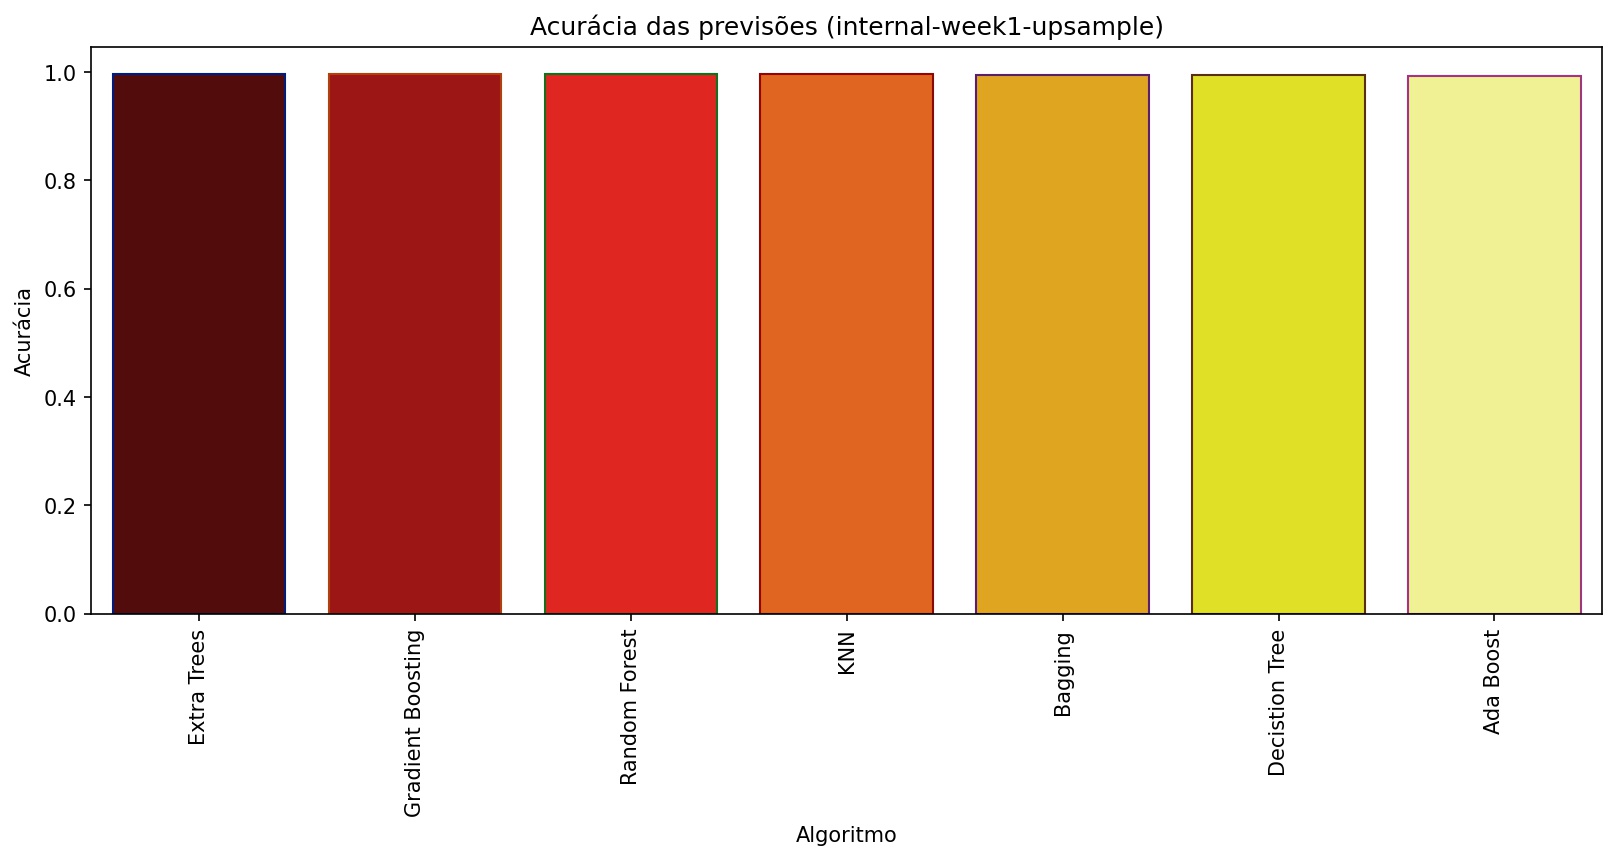 Acurácia das previsões (internal-week1-upsample)
1.0
0.8
0.6
0.4
0.2
0.0
Acurácia
Extra Trees
Gradient Boosting
Random Forest
KNN
Bagging
Decistion Tree
Ada Boost
Algoritmo